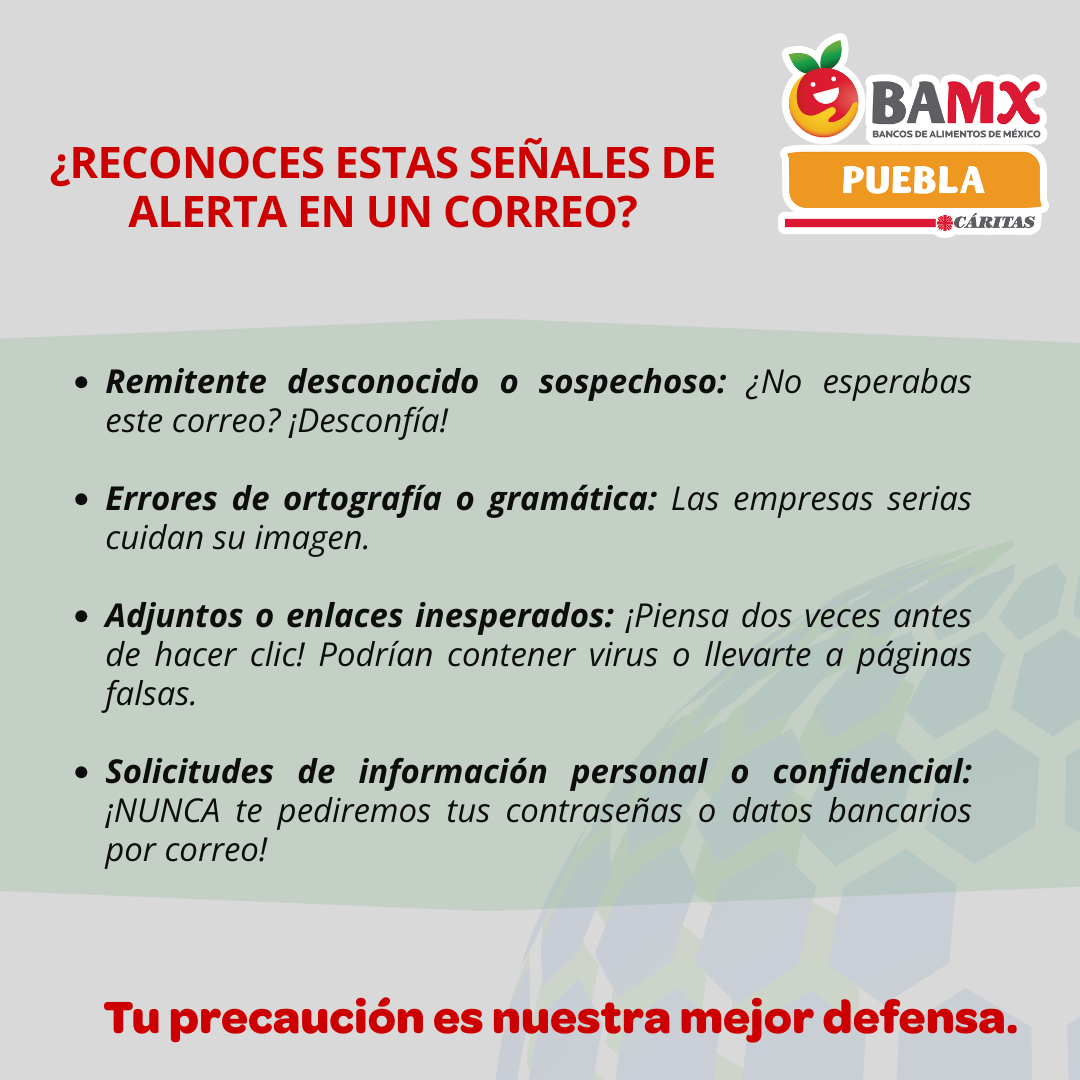 BAMX
BANCOS DE ALIMENTOS DE MÉXICO
PUEBLA
CÁRITAS
¿RECONOCES ESTAS SEÑALES DE
ALERTA EN UN CORREO?
• Remitente desconocido o sospechoso: ¿No esperabas
este correo? ¡Desconfía!
• Errores de ortografía o gramática: Las empresas serias
cuidan su imagen.
• Adjuntos o enlaces inesperados: ¡Piensa dos veces antes
de hacer clic! Podrían contener virus o llevarte a páginas
falsas.
• Solicitudes de información personal o confidencial:
¡NUNCA te pediremos tus contraseñas o datos bancarios
por correo!
Tu precaución es nuestra mejor defensa.